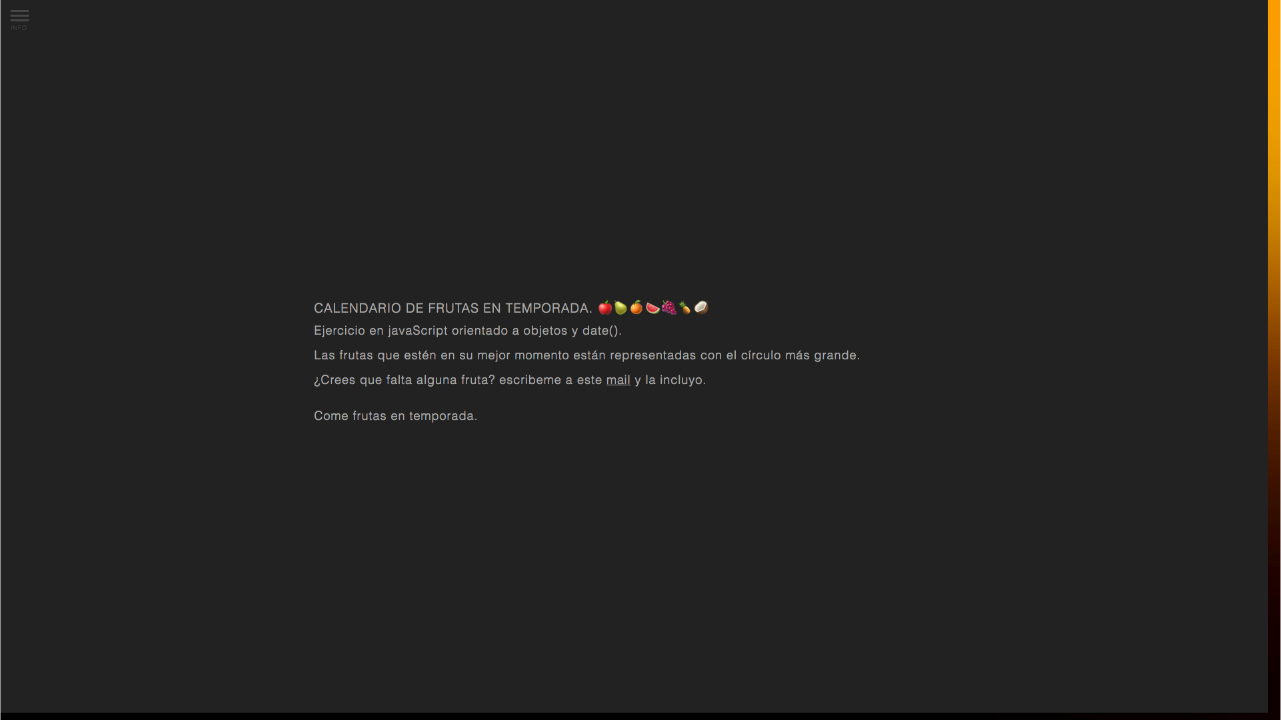 INFO
CALENDARIO DE FRUTAS EN TEMPORADA. 🍎🍐🍊🍉🍇🍍🥥
Ejercicio en javaScript orientado a objetos y date().
Las frutas que estén en su mejor momento están representadas con el círculo más grande.
¿Crees que falta alguna fruta? escribeme a este mail y la incluyo.
Come frutas en temporada.